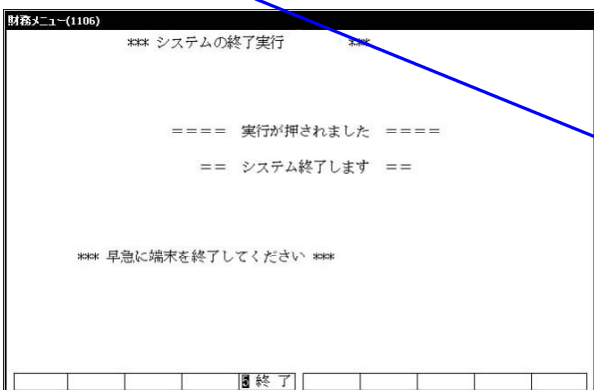 財務メニュー(1106)
*** システムの終了実行 ***
==== 実行が押されました ====
== システム終了します ==
*** 早急に端末を終了してください ***
5 終 了